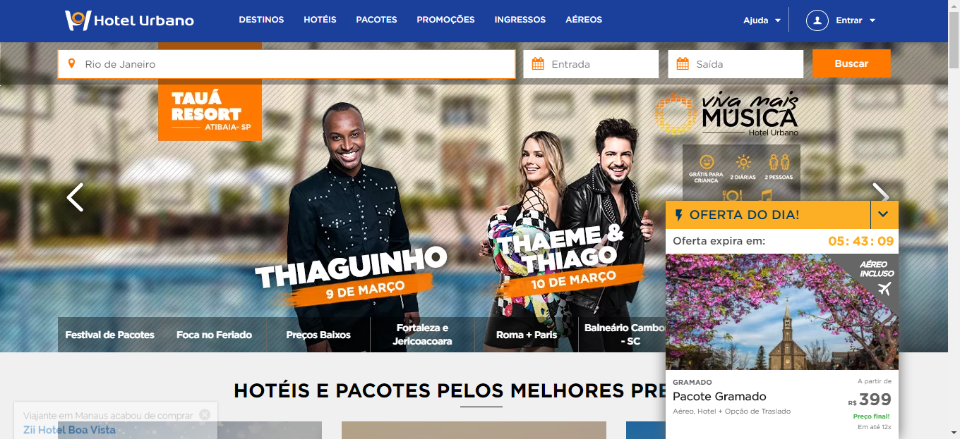 Hotel Urbano
DESTINOS HOTÉIS PACOTES PROMOÇÕES INGRESSOS AÉREOS
Ajuda Entrar
Rio de Janeiro
Entrada
Saída
Buscar
TAUÁ
RESORT
ATIBAIA- SP
viva mais
MÚSICA
Hotel Urbano
GRÁTIS PARA
CRIANÇA
2 DIÁRIAS
2 PESSOAS
THIAGUINHO
9 DE MARÇO
THAEME &
THIAGO
10 DE MARÇO
OFERTA DO DIA!
Oferta expira em: 05: 43: 09
AÉREO
INCLUSO
Festival de Pacotes
Foca no Feriado
Preços Baixos
Fortaleza e
Jericoacoara
Roma + Paris
Balneário Cambo
- SC
GRAMADO
Pacote Gramado
Aéreo, Hotel + Opção de Traslado
A partir de
R$ 399
Preço final!
Em até 12x
HOTÉIS E PACOTES PELOS MELHORES PRE
Viajante em Manaus acabou de comprar
Zii Hotel Boa Vista